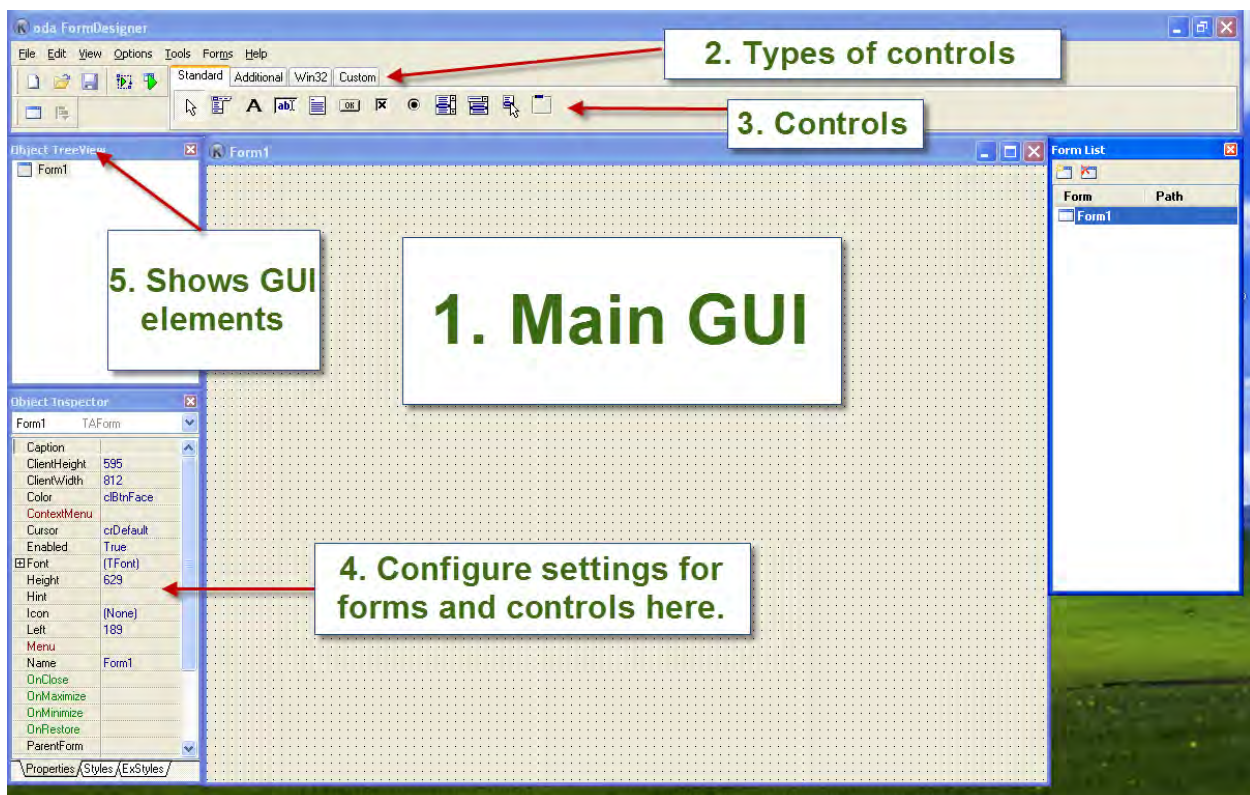 oda FormDesigner
File Edit View Options Tools Forms Help
2. Types of controls
Standard Additional Win32 Custom
A ab OK
3. Controls
Object TreeView
Form1
Form1
Form List
Form Path
Form1
5. Shows GUI
elements
1. Main GUI
Object Inspector
Form1 TAForm
Caption
ClientHeight 595
ClientWidth 812
Color clBtnFace
ContextMenu
Cursor crDefault
Enabled True
Font (TFont)
Height 629
Hint
Icon (None)
Left 189
Menu
Name Form1
OnClose
OnMaximize
OnMinimize
OnRestore
ParentForm
Properties Styles ExStyles
4. Configure settings for
forms and controls here.